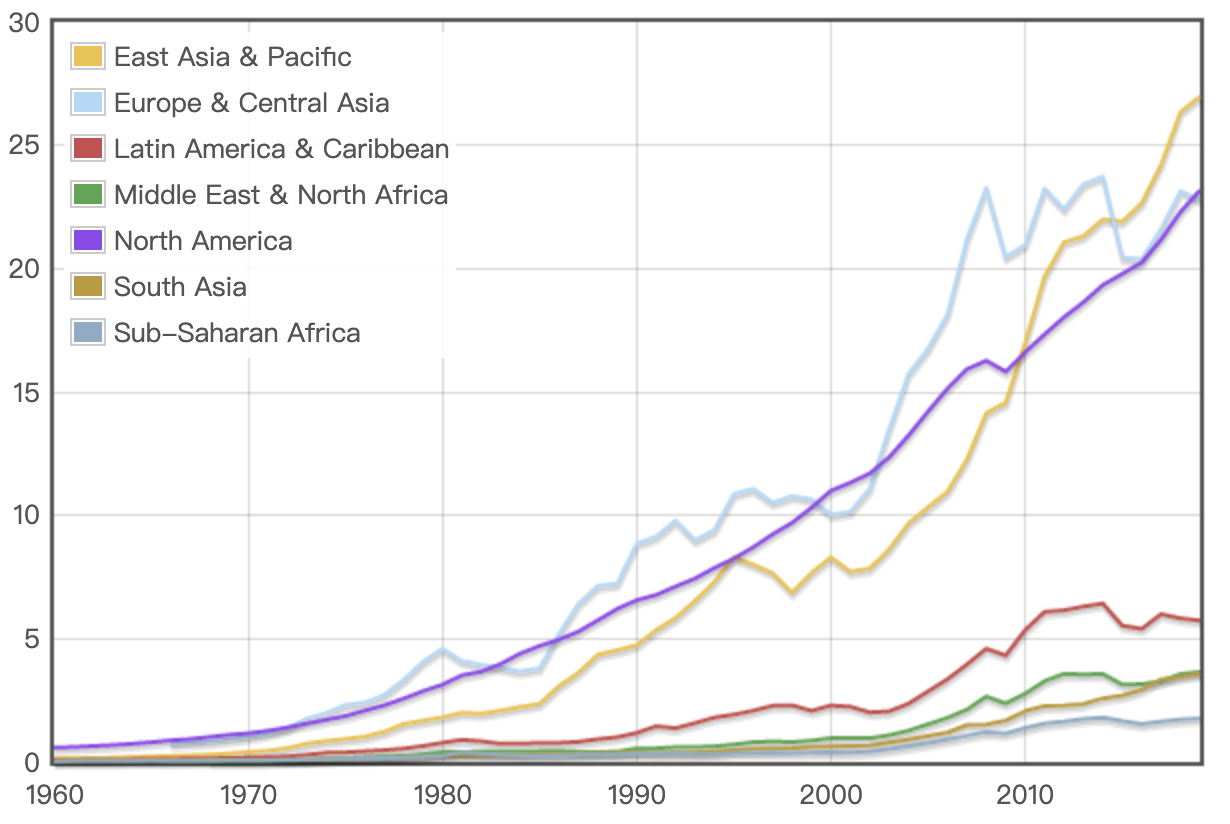 30
25
20
15
10
5
0
East Asia & Pacific
Europe & Central Asia
Latin America & Caribbean
Middle East & North Africa
North America
South Asia
Sub–Saharan Africa
1960 1970 1980 1990 2000 2010